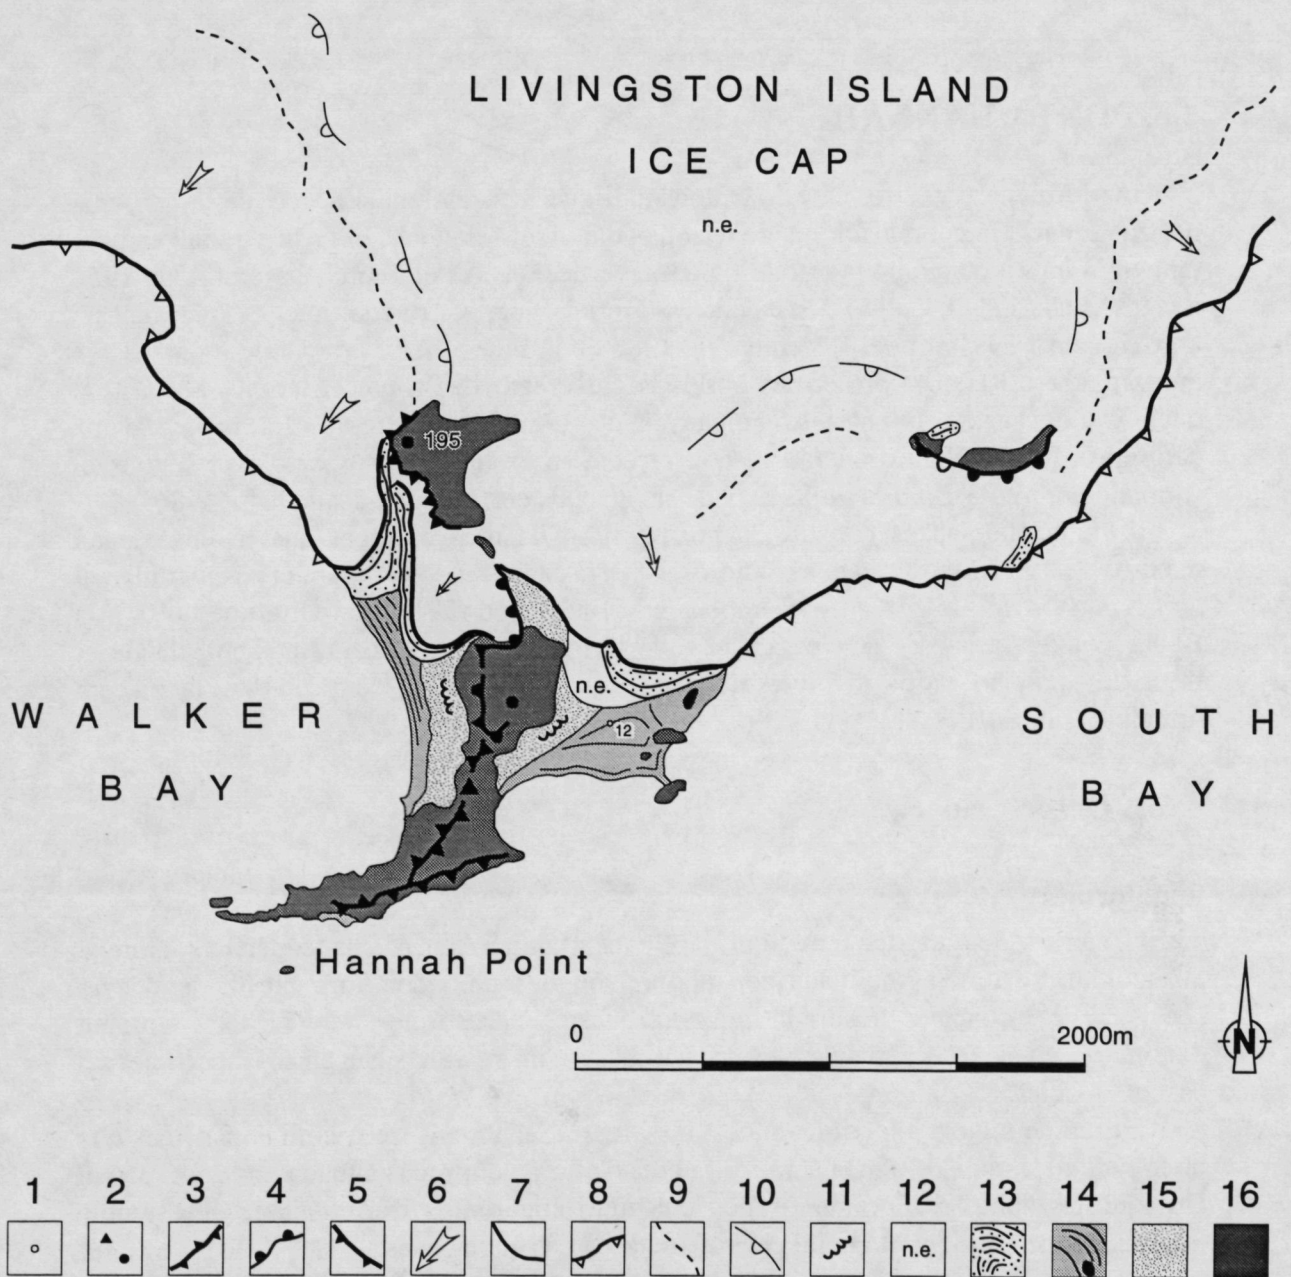 LIVINGSTON ISLAND
ICE CAP
n.e.
195
n.e.
12
WALKER
BAY
SOUTH
BAY
Hannah Point
0 2000m
N
1 2 3 4 5 6 7 8 9 10 11 12 13 14 15 16
n.e.